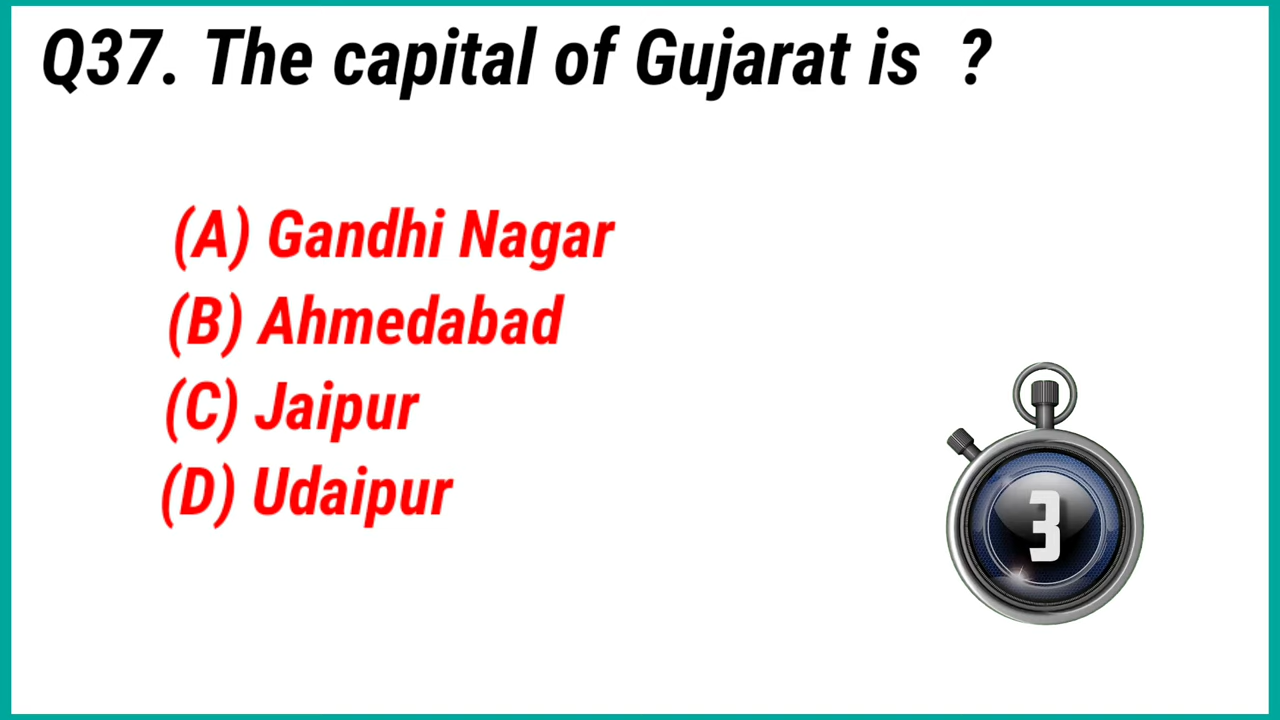 Q37. The capital of Gujarat is ?
(A) Gandhi Nagar
(B) Ahmedabad
(C) Jaipur
(D) Udaipur
3